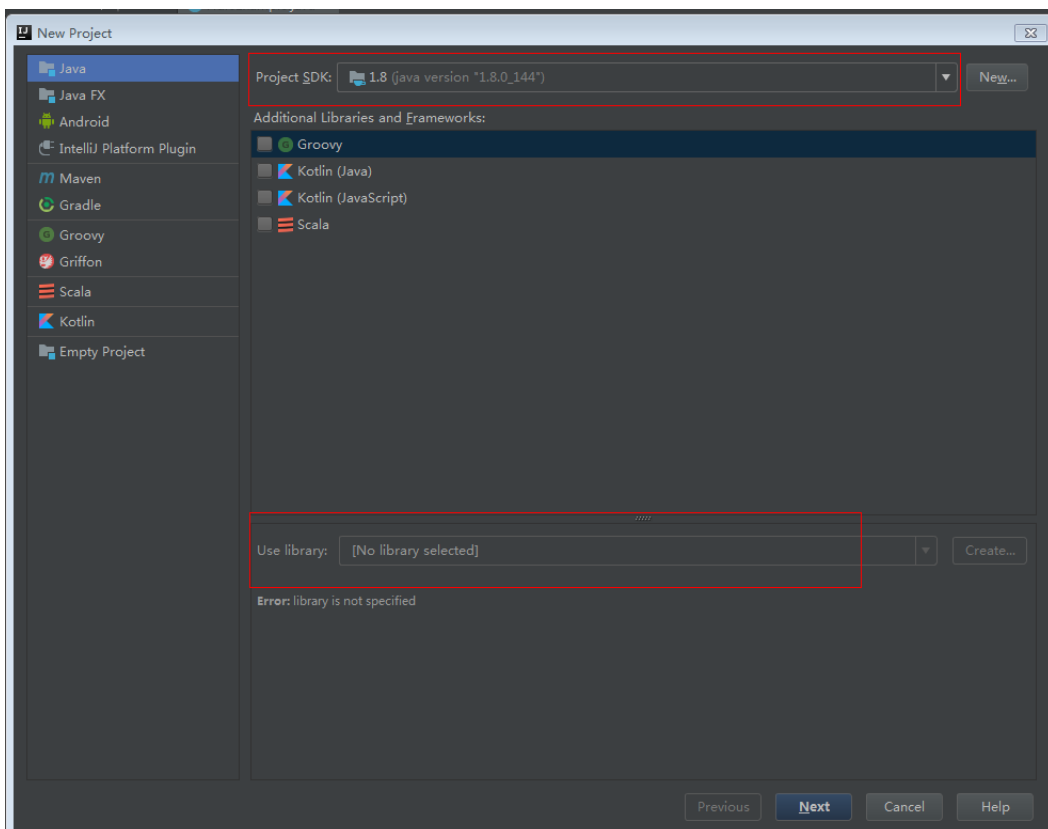 New Project
Java
Java FX
Android
IntelliJ Platform Plugin
Maven
Gradle
Groovy
Griffon
Scala
Kotlin
Empty Project
Project SDK: 1.8 (java version "1.8.0_144") New...
Additional Libraries and Frameworks:
Groovy
Kotlin (Java)
Kotlin (JavaScript)
Scala
Use library: [No library selected] Create...
Error: library is not specified
Previous Next Cancel Help